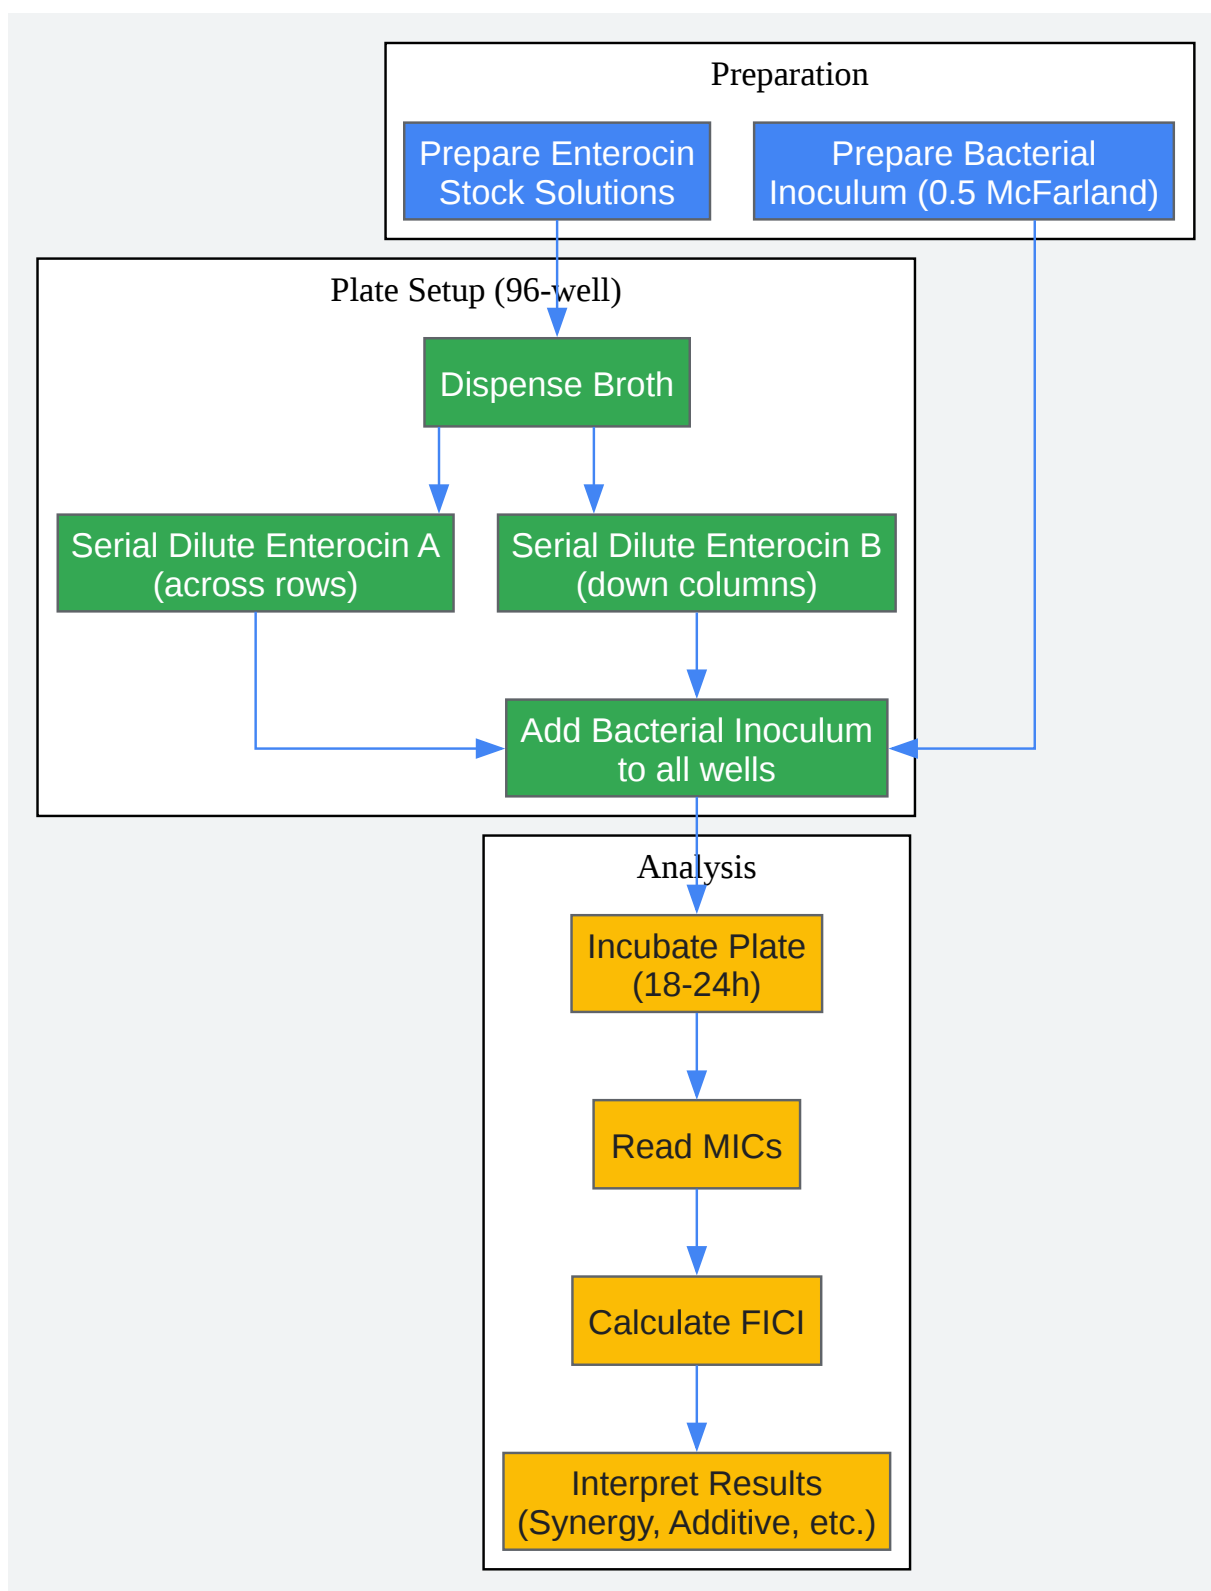 Preparation
Prepare Enterocin
Stock Solutions
Prepare Bacterial
Inoculum (0.5 McFarland)
Plate Setup (96-well)
Dispense Broth
Serial Dilute Enterocin A
(across rows)
Serial Dilute Enterocin B
(down columns)
Add Bacterial Inoculum
to all wells
Analysis
Incubate Plate
(18-24h)
Read MICs
Calculate FICI
Interpret Results
(Synergy, Additive, etc.)